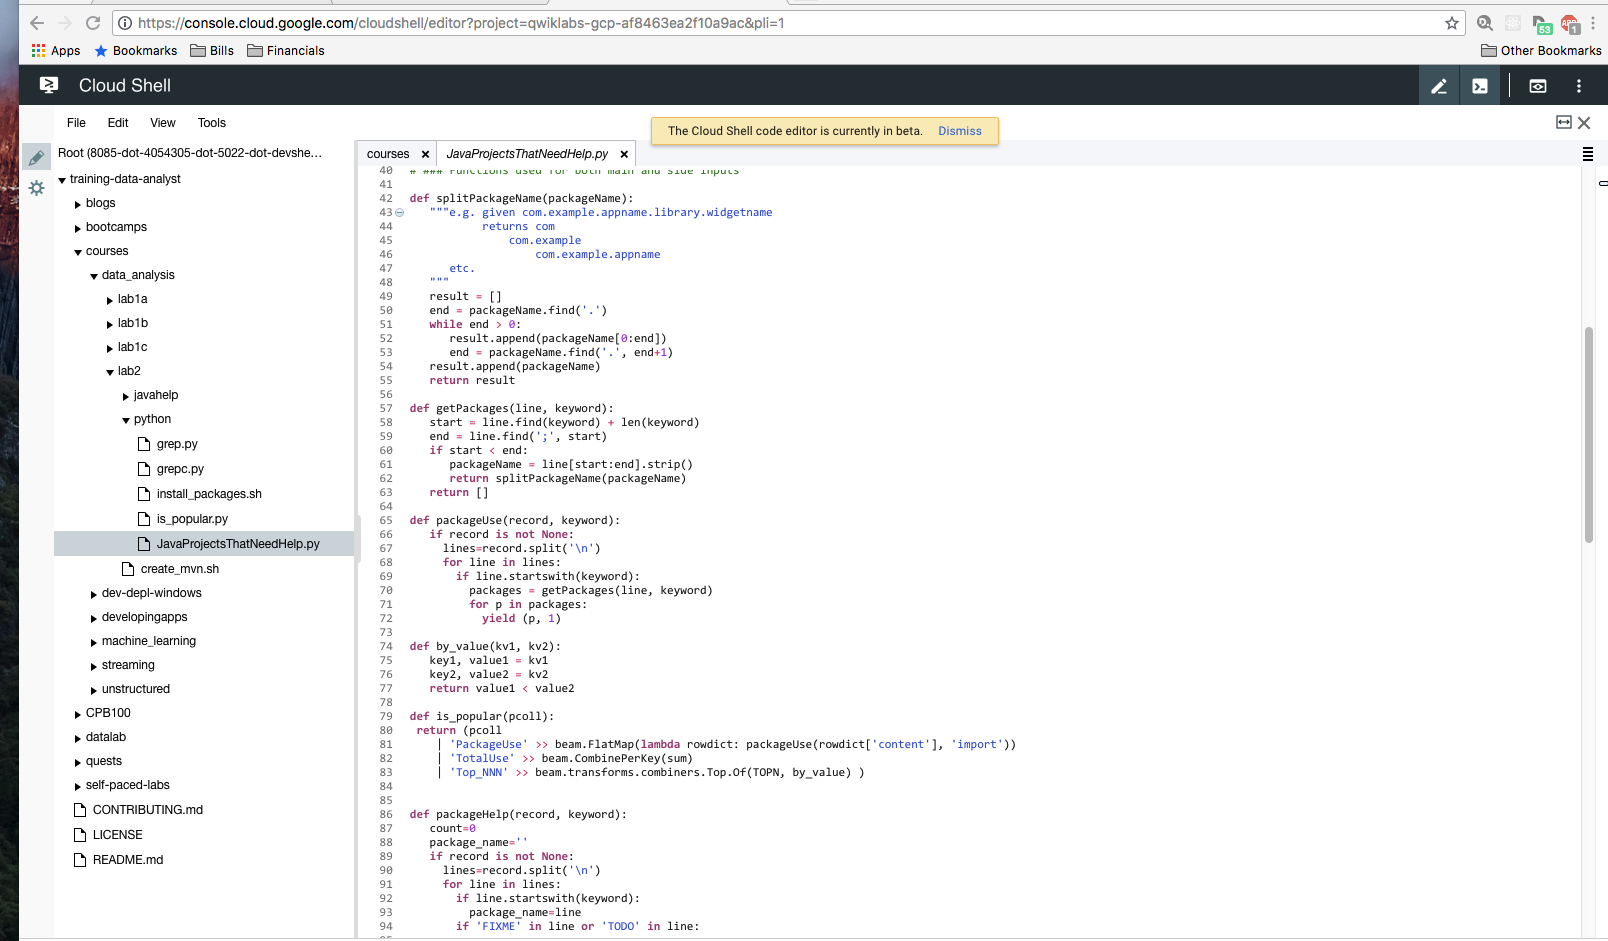 https://console.cloud.google.com/cloudshell/editor?project=qwiklabs-gcp-af8463ea2f10a9ac&pli=1
53
1
Apps Bookmarks Bills Financials Other Bookmarks
Cloud Shell
File Edit View Tools
The Cloud Shell code editor is currently in beta. Dismiss
Root (8085-dot-4054305-dot-5022-dot-devshe...
training-data-analyst
blogs
bootcamps
courses
data_analysis
lab1a
lab1b
lab1c
lab2
javahelp
python
grep.py
grepc.py
install_packages.sh
is_popular.py
JavaProjectsThatNeedHelp.py
create_mvn.sh
dev-depl-windows
developingapps
machine_learning
streaming
unstructured
CPB100
datalab
quests
self-paced-labs
CONTRIBUTING.md
LICENSE
README.md
courses x JavaProjectsThatNeedHelp.py x
40 # ### Functions used for both main and side inputs
41
42 def splitPackageName(packageName):
43 """e.g. given com.example.appname.library.widgetname
44 returns com
45 com.example
46 com.example.appname
47 etc.
48 """
49 result = []
50 end = packageName.find('.')
51 while end > 0:
52 result.append(packageName[0:end])
53 end = packageName.find('.', end+1)
54 result.append(packageName)
55 return result
56
57 def getPackages(line, keyword):
58 start = line.find(keyword) + len(keyword)
59 end = line.find(';', start)
60 if start < end:
61 packageName = line[start:end].strip()
62 return splitPackageName(packageName)
63 return []
64
65 def packageUse(record, keyword):
66 if record is not None:
67 lines=record.split('\n')
68 for line in lines:
69 if line.startswith(keyword):
70 packages = getPackages(line, keyword)
71 for p in packages:
72 yield (p, 1)
73
74 def by_value(kv1, kv2):
75 key1, value1 = kv1
76 key2, value2 = kv2
77 return value1 < value2
78
79 def is_popular(pcoll):
80 return (pcoll
81 | 'PackageUse' >> beam.FlatMap(lambda rowdict: packageUse(rowdict['content'], 'import'))
82 | 'TotalUse' >> beam.CombinePerKey(sum)
83 | 'Top_NNN' >> beam.transforms.combiners.Top.Of(TOPN, by_value) )
84
85
86 def packageHelp(record, keyword):
87 count=0
88 package_name=''
89 if record is not None:
90 lines=record.split('\n')
91 for line in lines:
92 if line.startswith(keyword):
93 package_name=line
94 if 'FIXME' in line or 'TODO' in line: